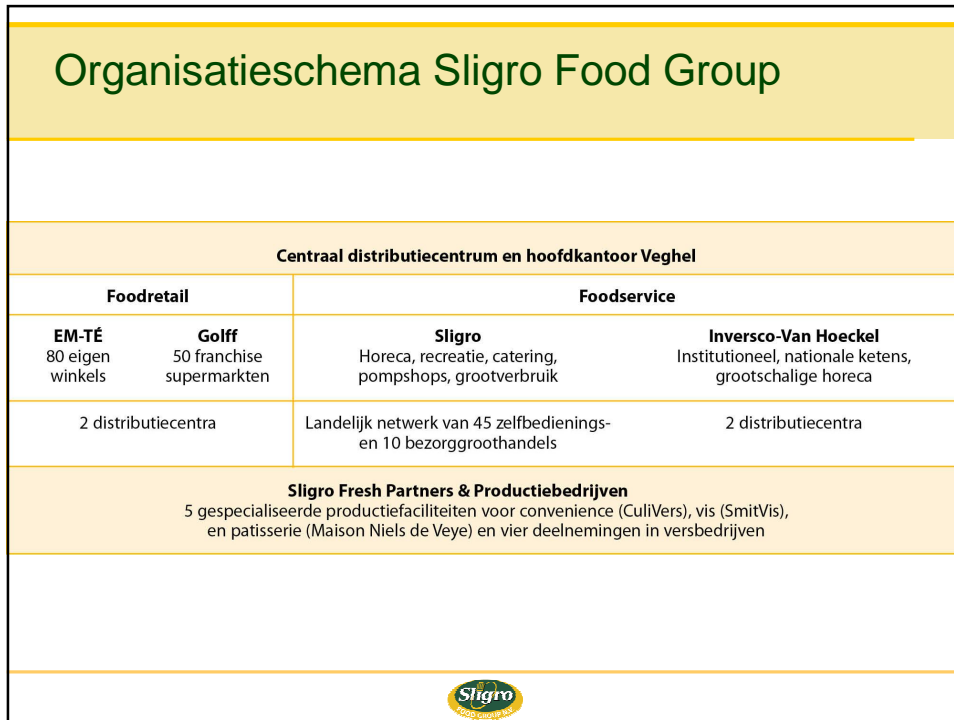 Organisatieschema Sligro Food Group
Centraal distributiecentrum en hoofdkantoor Veghel
Foodretail
Foodservice
EM-TÉ
80 eigen
winkels
Golff
50 franchise
supermarkten
Sligro
Horeca, recreatie, catering,
pompshops, grootverbruik
Inversco-Van Hoeckel
Institutioneel, nationale ketens,
grootschalige horeca
2 distributiecentra
Landelijk netwerk van 45 zelfbedienings-
en 10 bezorggroothandels
2 distributiecentra
Sligro Fresh Partners & Productiebedrijven
5 gespecialiseerde productiefaciliteiten voor convenience (CuliVers), vis (SmitVis),
en patisserie (Maison Niels de Veye) en vier deelnemingen in versbedrijven
Sligro
FOOD GROUP N.V.